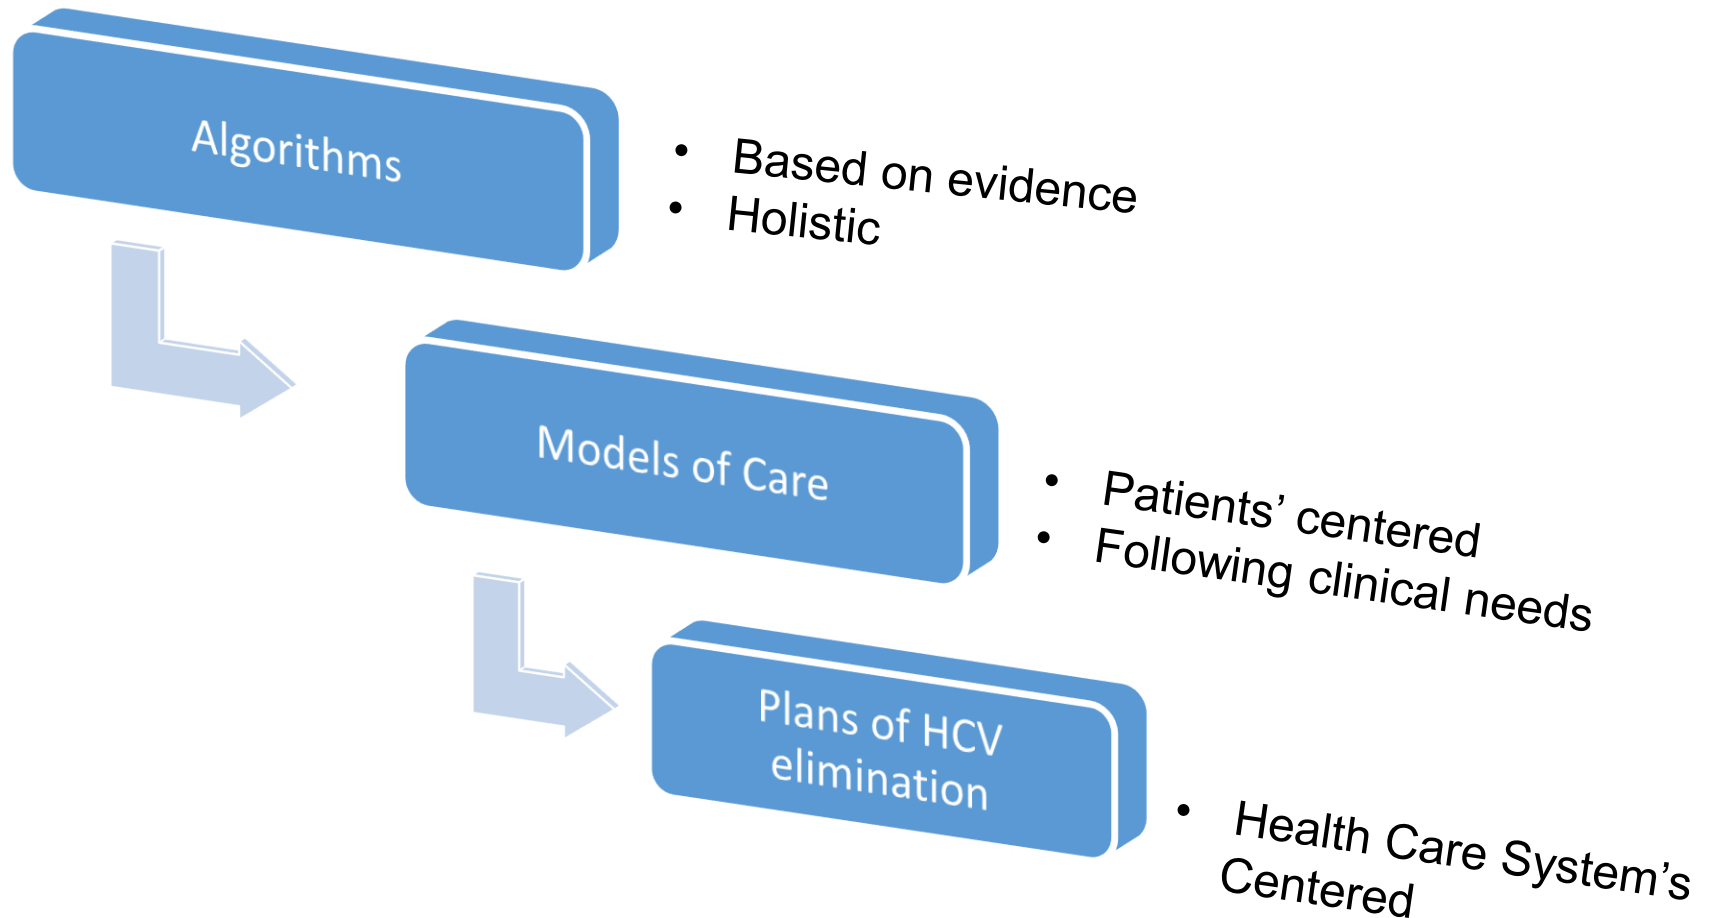 Algorithms
• Based on evidence
• Holistic
Models of Care
• Patients’ centered
• Following clinical needs
Plans of HCV
elimination
• Health Care System’s
Centered